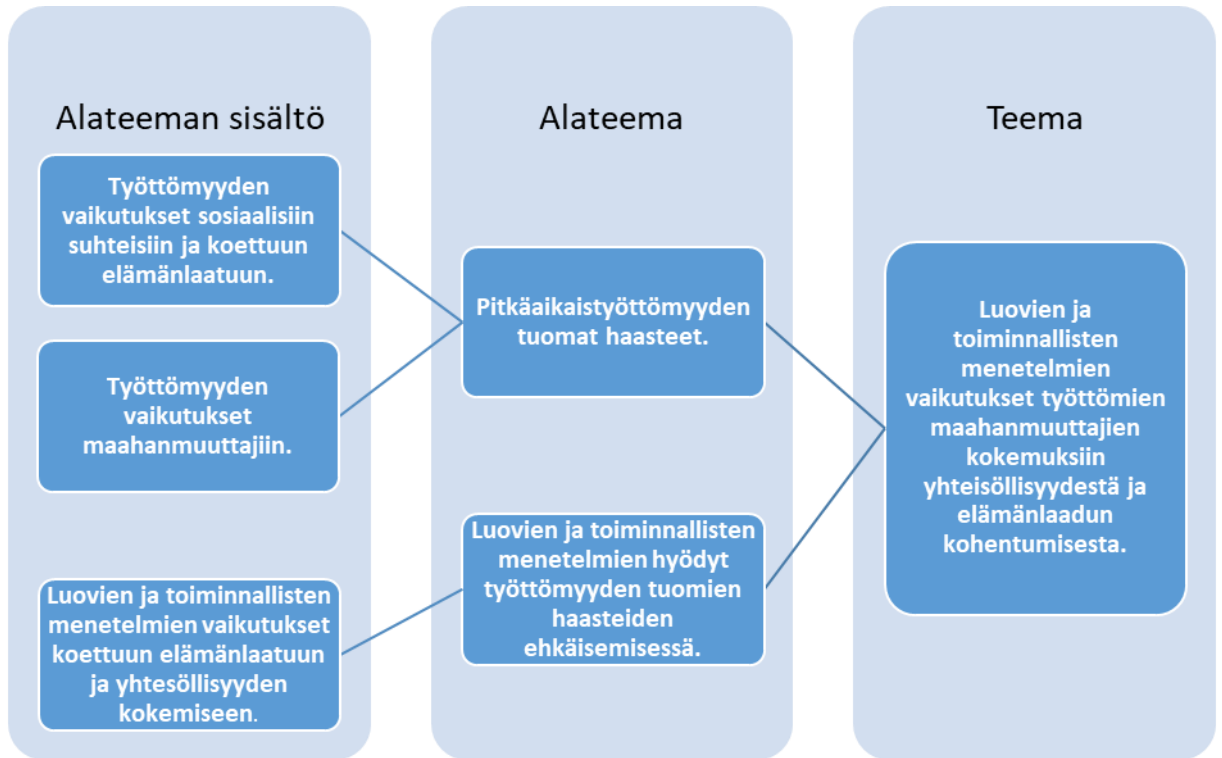 Alateeman sisältö
Työttömyyden
vaikutukset sosiaalisiin
suhteisiin ja koettuun
elämänlaatuun.
Työttömyyden
vaikutukset
maahanmuuttajiin.
Luovien ja toiminnallisten
menetelmien vaikutukset
koettuun elämänlaatuun
ja yhtesöllisyyden
kokemiseen.
Alateema
Pitkäaikaistyöttömyyden
tuomat haasteet.
Luovien ja toiminnallisten
menetelmien hyödyt
työttömyyden tuomien
haasteiden
ehkäisemisessä.
Teema
Luovien ja
toiminnallisten
menetelmien
vaikutukset työttömien
maahanmuuttajien
kokemuksiin
yhteisöllisyydestä ja
elämänlaadun
kohentumisesta.